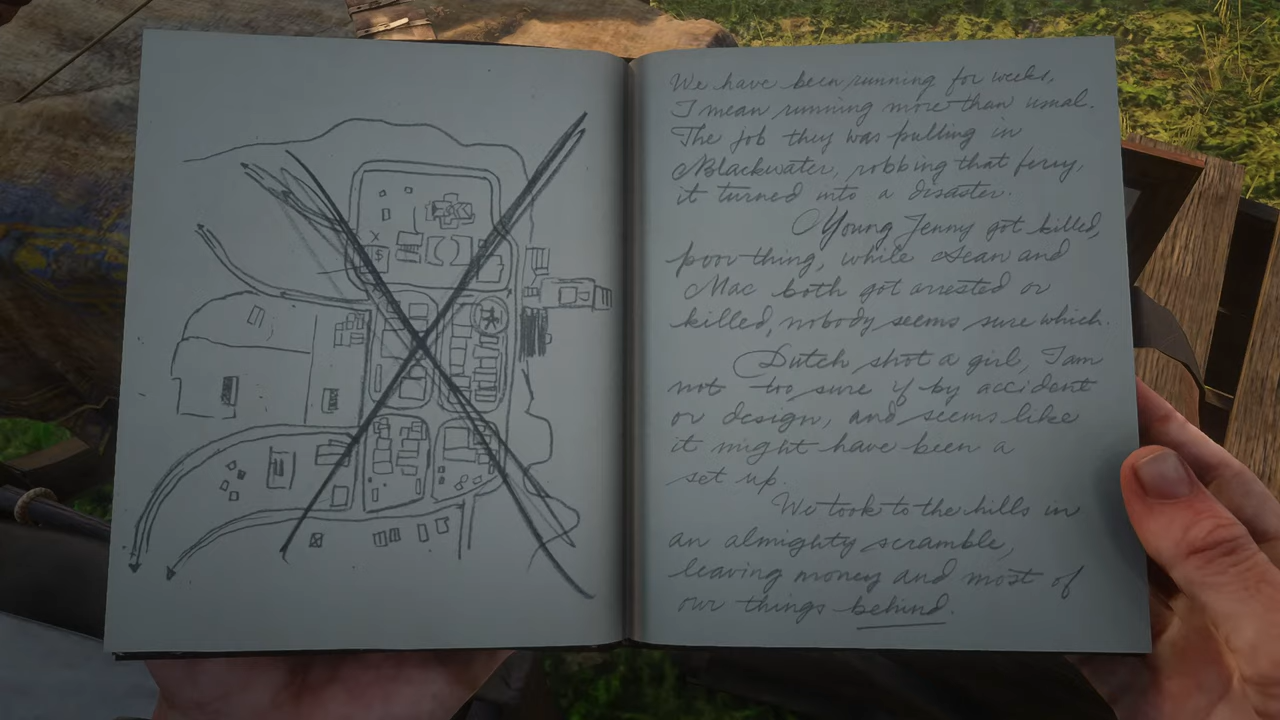 We have been running for weeks,
I mean running more than usual.
The job they was pulling in
Blackwater, robbing that ferry,
it turned into a disaster.
Young Jenny got killed,
poor thing, while Sean and
Mac both got arrested or
killed, nobody seems sure which.
Dutch shot a girl, I am
not too sure if by accident
or design, and seems like
it might have been a
set up.
We took to the hills in
an almighty scramble,
leaving money and most of
our things behind.
X
$